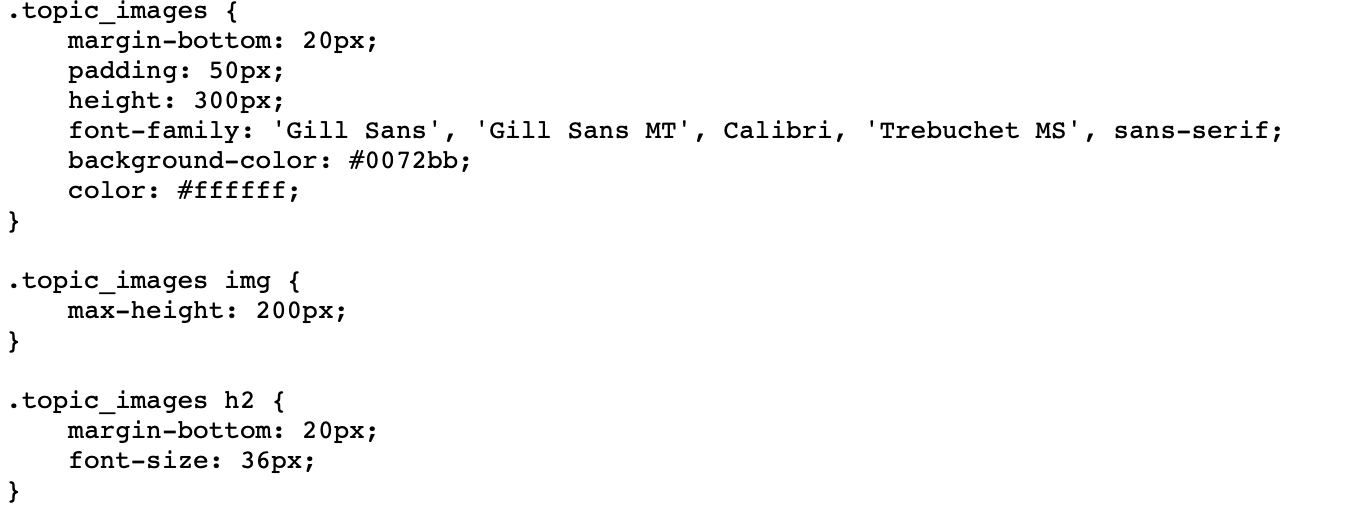 .topic_images {
    margin-bottom: 20px;
    padding: 50px;
    height: 300px;
    font-family: 'Gill Sans', 'Gill Sans MT', Calibri, 'Trebuchet MS', sans-serif;
    background-color: #0072bb;
    color: #ffffff;
}

.topic_images img {
    max-height: 200px;
}

.topic_images h2 {
    margin-bottom: 20px;
    font-size: 36px;
}